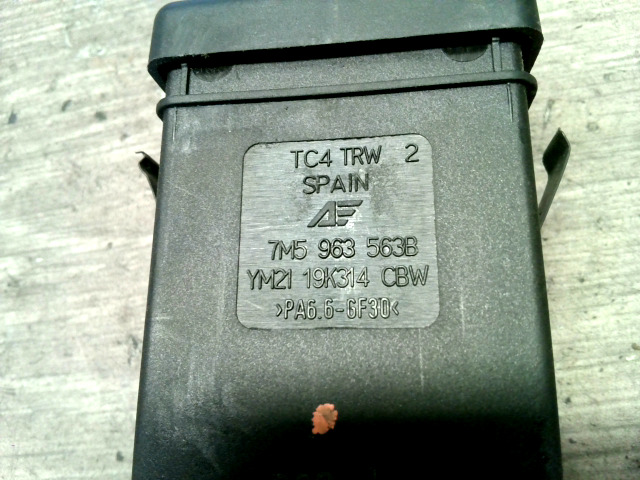 TC4 TRW 2
SPAIN
AF
7M5 963 563B
YM21 19K314 CBW
>PA6.6-GF30<